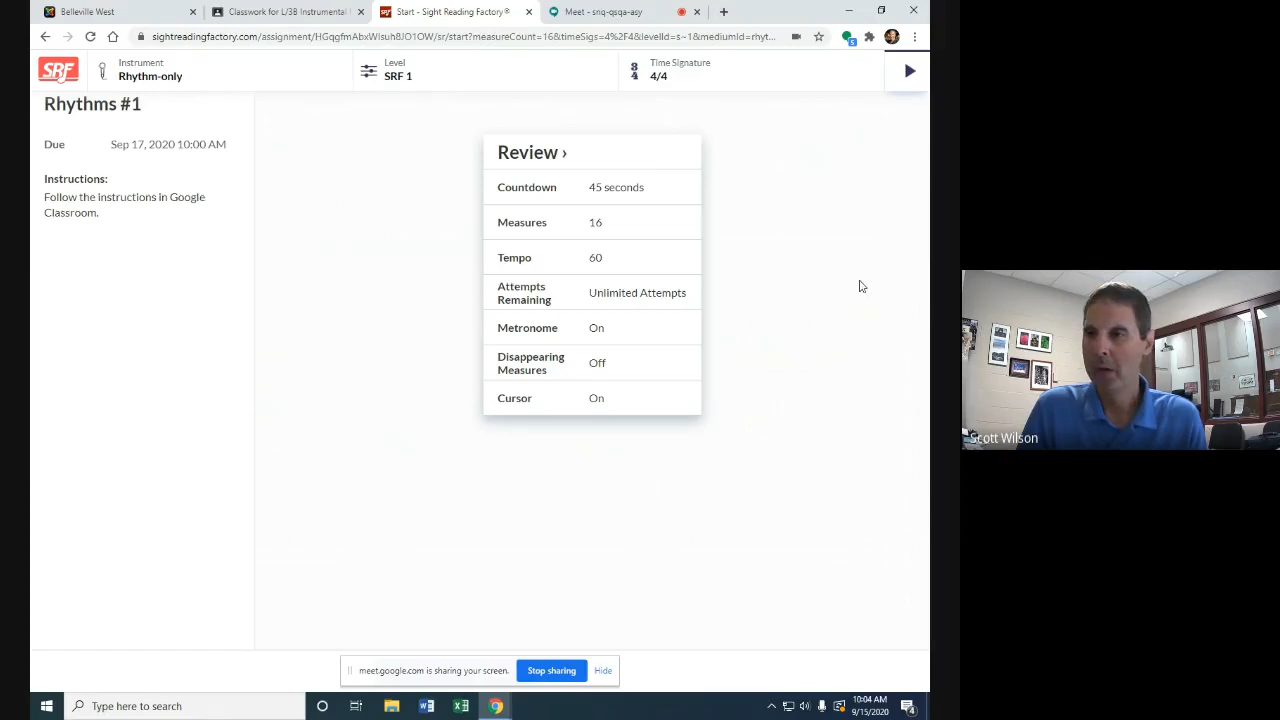 Belleville West
Classwork for L/38 Instrumental
Start - Sight Reading Factory®
Meet - sriq-qsqa-asy
sightreadingfactory.com/assignment/HGqgfmAbxWIsuh8JO1OW/sr/start?measureCount=16&timeSigs=4%2F4&levelId=s~1&mediumId=rhyt...
SRF
Instrument
Rhythm-only
Level
SRF 1
Time Signature
4/4
Rhythms #1
Due Sep 17, 2020 10:00 AM
Instructions:
Follow the instructions in Google
Classroom.
Review ›
Countdown 45 seconds
Measures 16
Tempo 60
Attempts
Remaining Unlimited Attempts
Metronome On
Disappearing
Measures Off
Cursor On
Scott Wilson
meet.google.com is sharing your screen.
Stop sharing
Hide
Type here to search
10:04 AM
9/15/2020
4